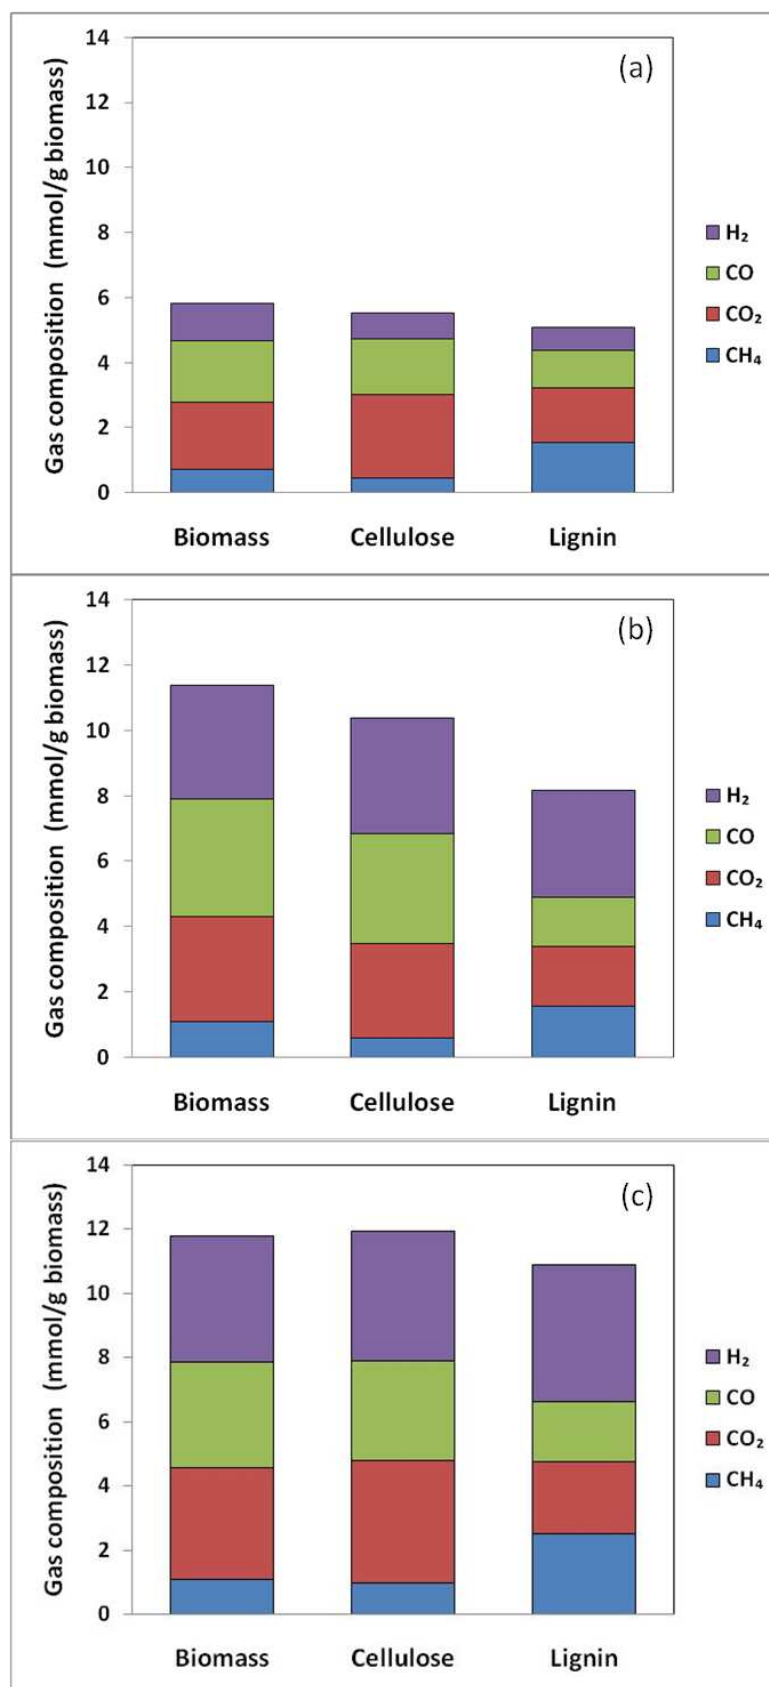 (a)
Gas composition (mmol/g biomass)
14
12
10
8
6
4
2
0
Biomass Cellulose Lignin
H₂
CO
CO₂
CH₄
(b)
Gas composition (mmol/g biomass)
14
12
10
8
6
4
2
0
Biomass Cellulose Lignin
H₂
CO
CO₂
CH₄
(c)
Gas composition (mmol/g biomass)
14
12
10
8
6
4
2
0
Biomass Cellulose Lignin
H₂
CO
CO₂
CH₄